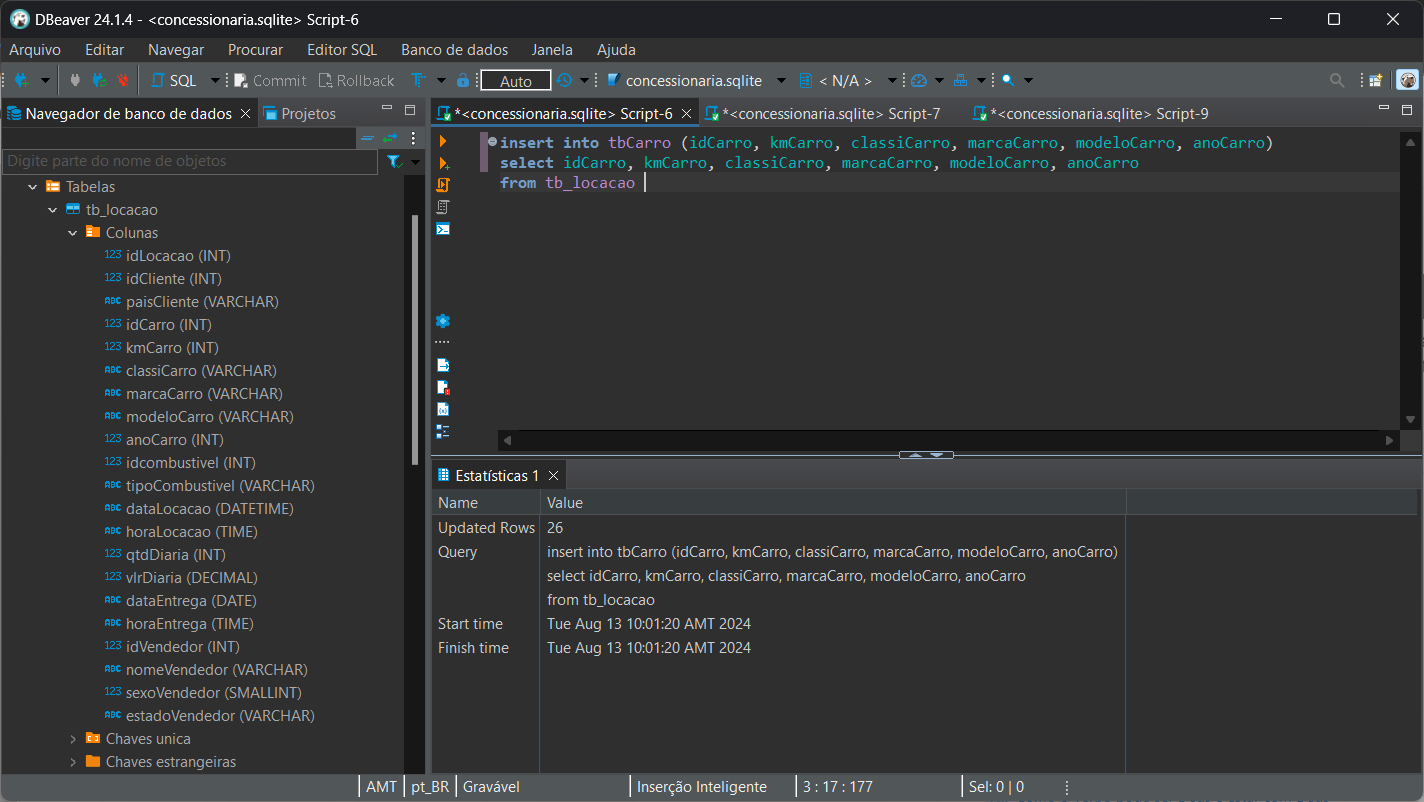 DBeaver 24.1.4 - <concessionaria.sqlite> Script-6
Arquivo Editar Navegar Procurar Editor SQL Banco de dados Janela Ajuda
SQL Commit Rollback Auto concessionaria.sqlite < N/A >
Navegador de banco de dados Projetos
*<concessionaria.sqlite> Script-6 *<concessionaria.sqlite> Script-7 *<concessionaria.sqlite> Script-9
Digite parte do nome de objetos
Tabelas
tb_locacao
Colunas
123 idLocacao (INT)
123 idCliente (INT)
ABC paisCliente (VARCHAR)
123 idCarro (INT)
123 kmCarro (INT)
ABC classiCarro (VARCHAR)
ABC marcaCarro (VARCHAR)
ABC modeloCarro (VARCHAR)
123 anoCarro (INT)
123 idcombustivel (INT)
ABC tipoCombustivel (VARCHAR)
ABC dataLocacao (DATETIME)
ABC horaLocacao (TIME)
123 qtdDiaria (INT)
123 vlrDiaria (DECIMAL)
ABC dataEntrega (DATE)
ABC horaEntrega (TIME)
123 idVendedor (INT)
ABC nomeVendedor (VARCHAR)
123 sexoVendedor (SMALLINT)
ABC estadoVendedor (VARCHAR)
Chaves unica
Chaves estrangeiras
insert into tbCarro (idCarro, kmCarro, classiCarro, marcaCarro, modeloCarro, anoCarro)
select idCarro, kmCarro, classiCarro, marcaCarro, modeloCarro, anoCarro
from tb_locacao
Estatísticas 1
Name Value
Updated Rows 26
Query insert into tbCarro (idCarro, kmCarro, classiCarro, marcaCarro, modeloCarro, anoCarro)
select idCarro, kmCarro, classiCarro, marcaCarro, modeloCarro, anoCarro
from tb_locacao
Start time Tue Aug 13 10:01:20 AMT 2024
Finish time Tue Aug 13 10:01:20 AMT 2024
AMT pt_BR Gravável Inserção Inteligente 3 : 17 : 177 Sel: 0 | 0